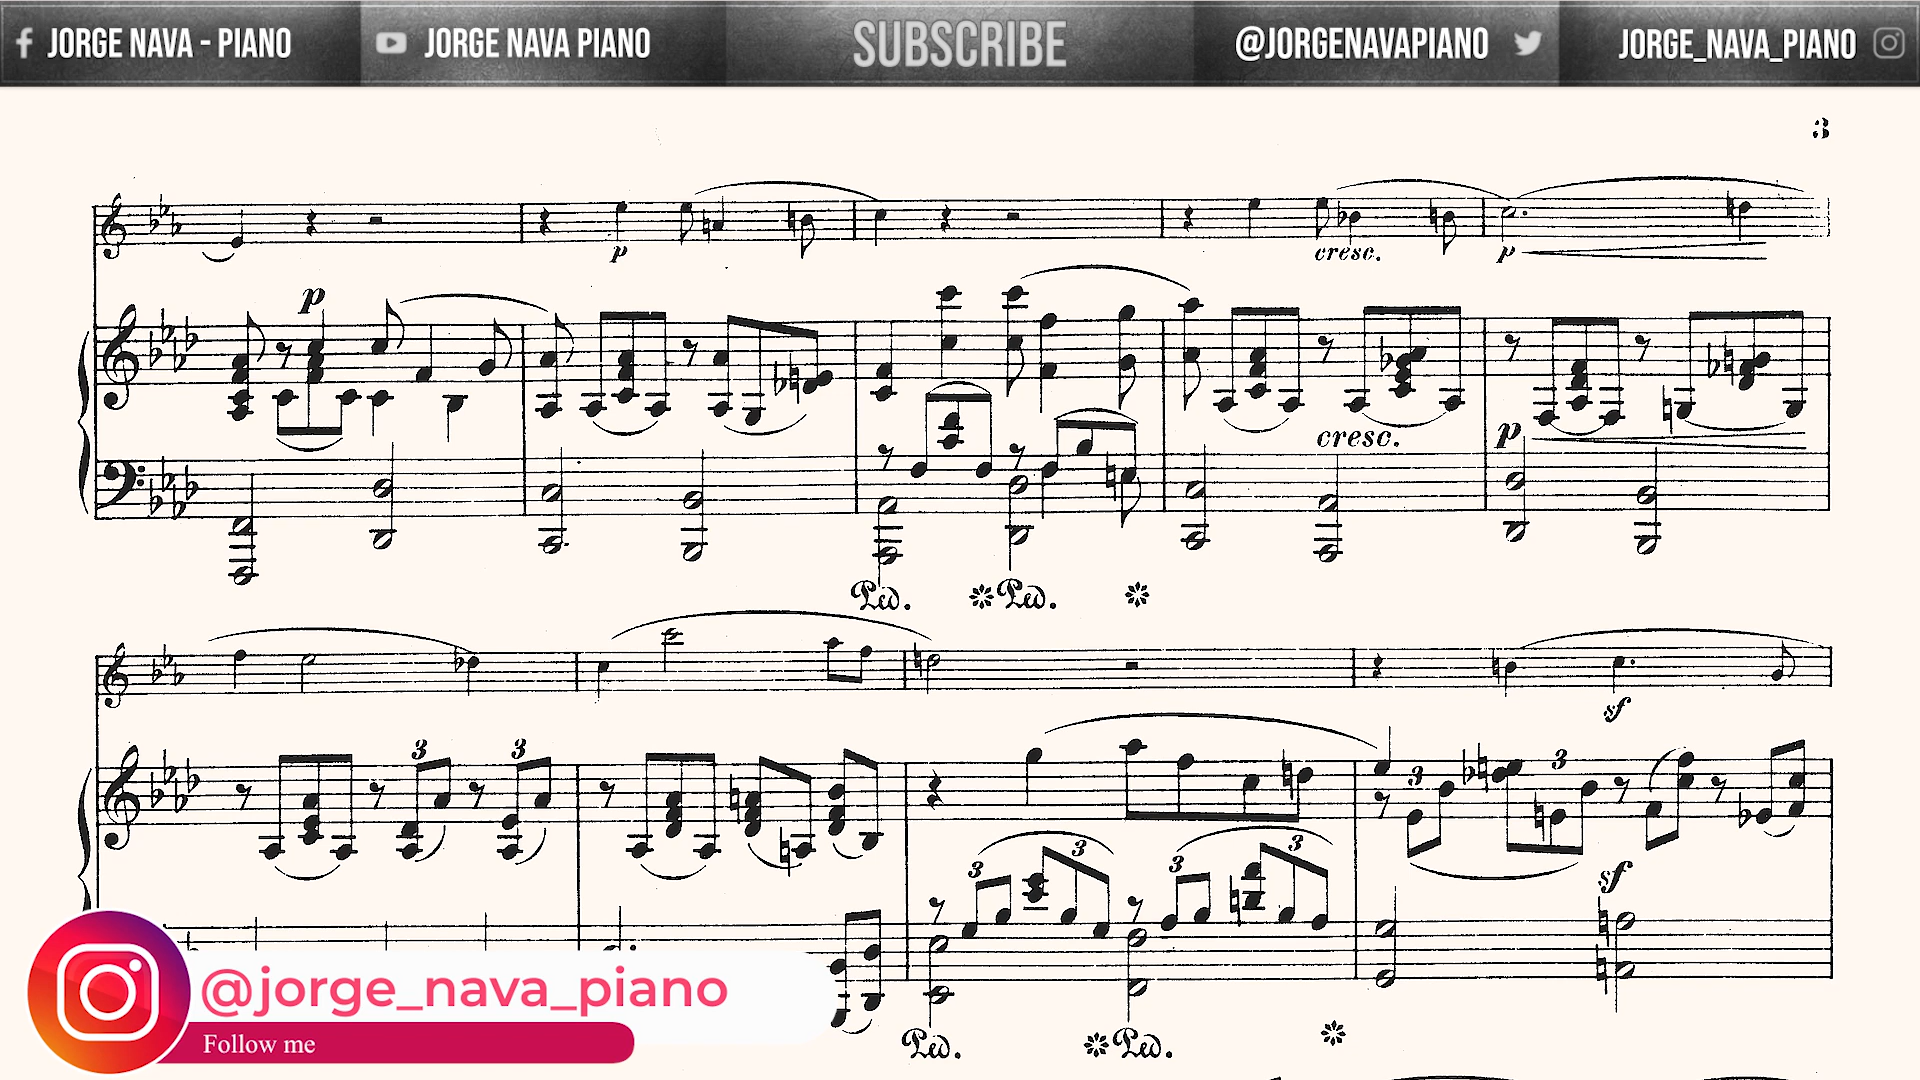 JORGE NAVA - PIANO JORGE NAVA PIANO SUBSCRIBE @JORGENAVAPIANO JORGE_NAVA_PIANO
3
p cresc. p
p
cresc. p
Ped. Ped.
sf
3 3
3 3
3 3 3 3
sf
@jorge_nava_piano
Follow me
Ped. Ped.